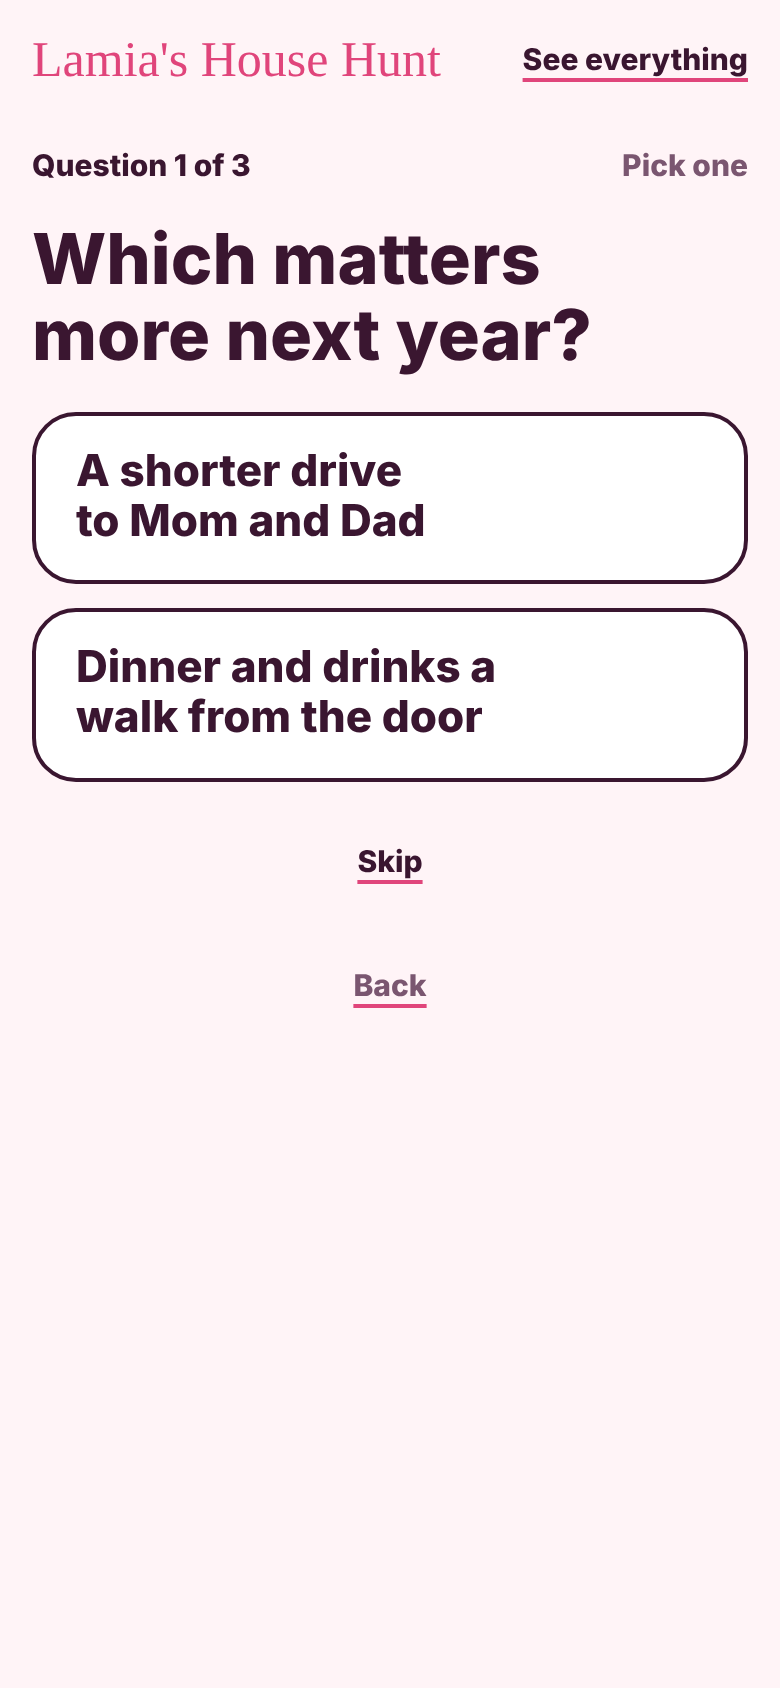 Lamia's House Hunt
See everything
Question 1 of 3
Pick one
Which matters
more next year?
A shorter drive
to Mom and Dad
Dinner and drinks a
walk from the door
Skip
Back